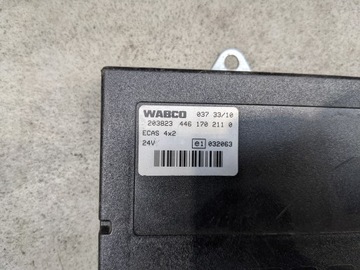 WABCO 037 33/10
203823 446 170 211 0
ECAS 4x2
24V e1 032063